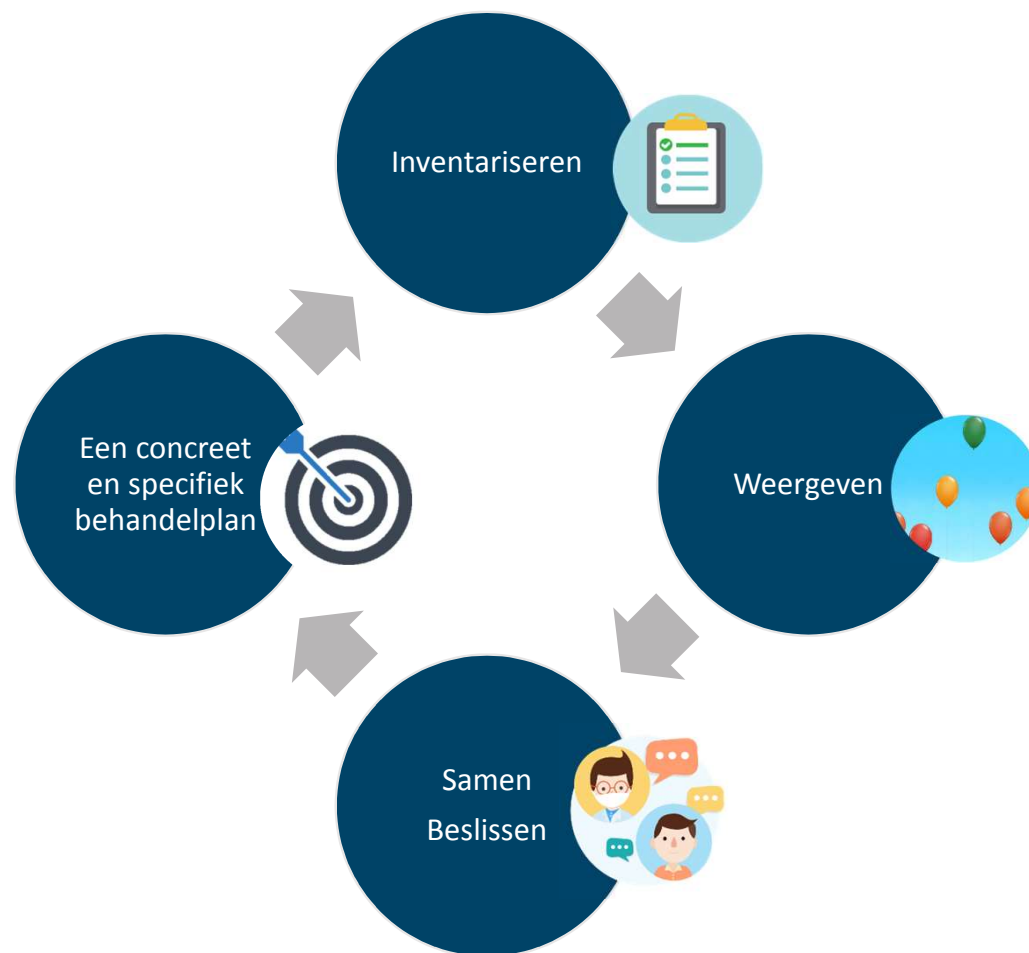 Inventariseren
Weergeven
Samen
Beslissen
Een concreet
en specifiek
behandelplan